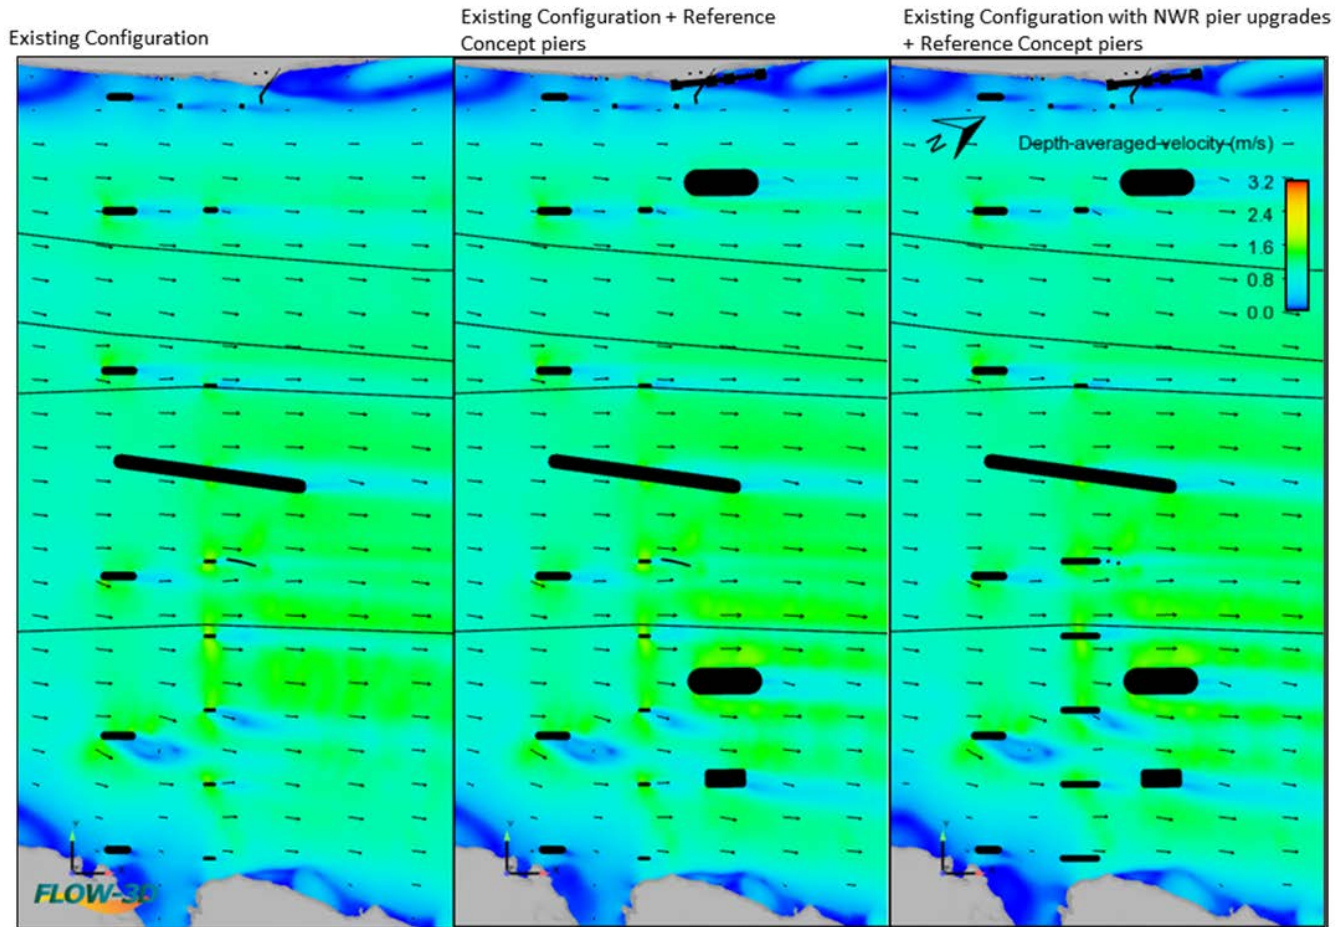 Existing Configuration
Existing Configuration + Reference
Concept piers
Existing Configuration with NWR pier upgrades
+ Reference Concept piers
N
Depth-averaged-velocity-(m/s)
3.2
2.4
1.6
0.8
0.0
FLOW-3D